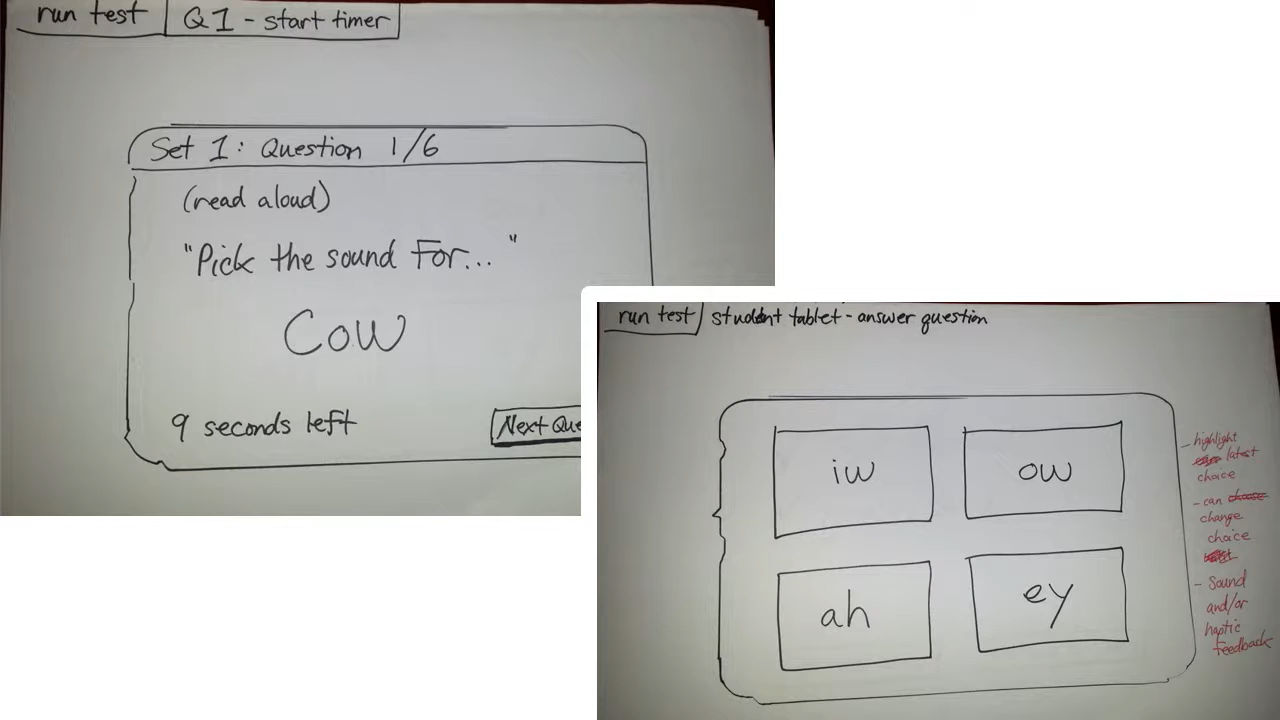 run test
Q1 - start timer
Set 1: Question 1/6
(read aloud)
"Pick the sound for..."
Cow
9 seconds left
Next Que
run test
student tablet - answer question
iw
ow
ah
ey
- highlight
latest
choice
- can choose
change
choice
- sound
and/or
haptic
feedback